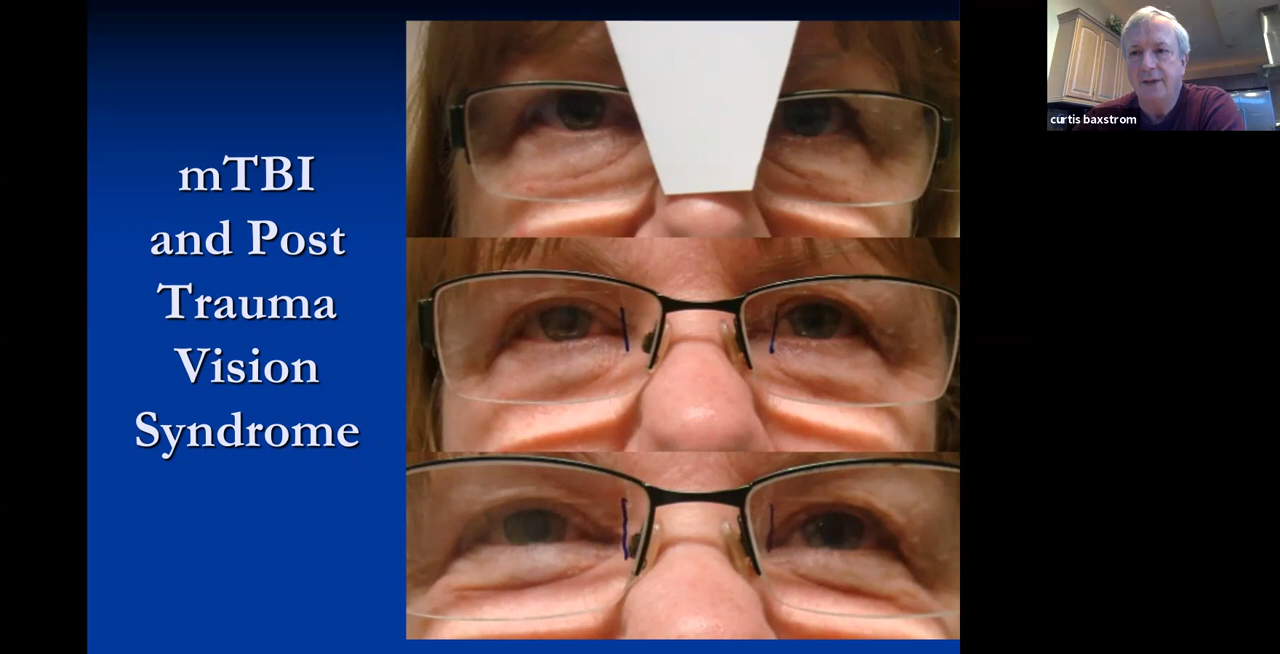 mTBI
and Post
Trauma
Vision
Syndrome
curtis baxstrom